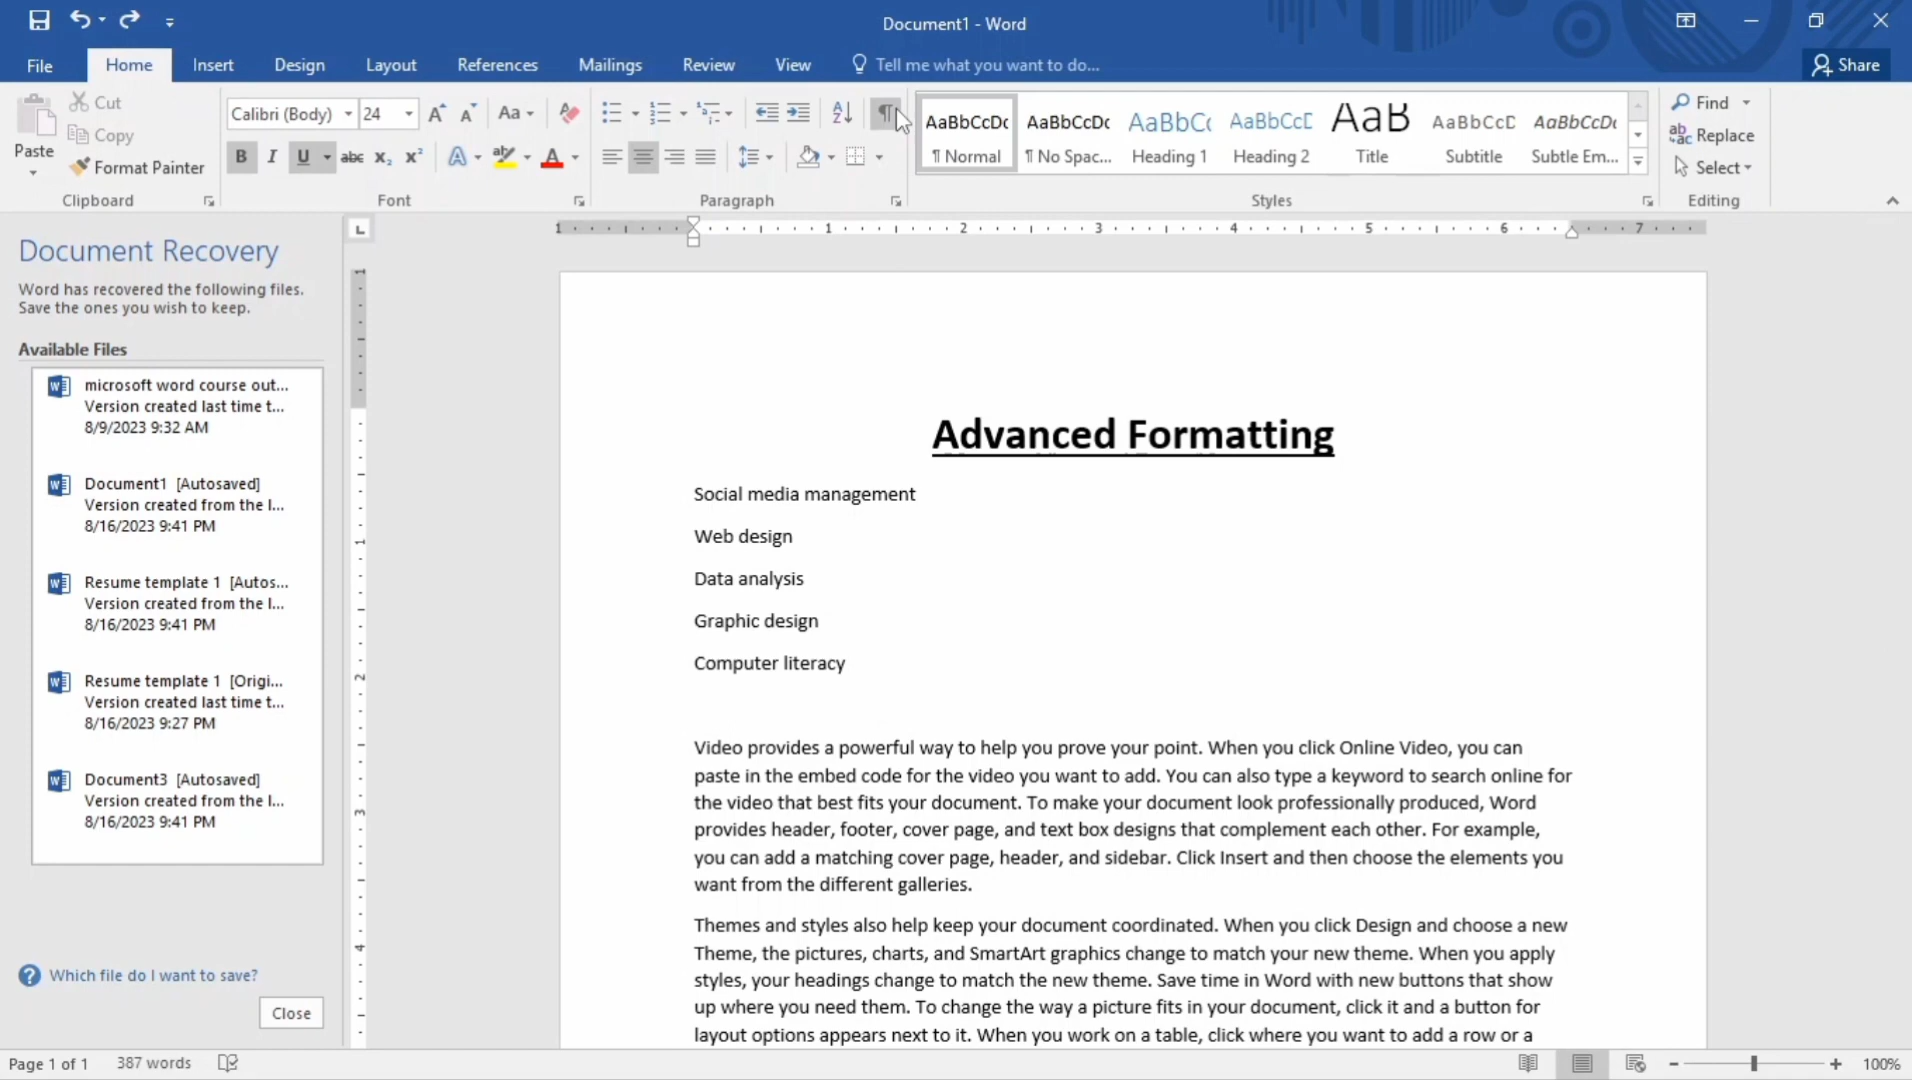 Document1 - Word
File Home Insert Design Layout References Mailings Review View Tell me what you want to do... Share
Paste
Cut
Copy
Format Painter
Clipboard
Calibri (Body) 24
Font
Paragraph
AaBbCcDc AaBbCcDc AaBbC AaBbCcD AaB AaBbCcD AaBbCcDc
¶ Normal ¶ No Spac... Heading 1 Heading 2 Title Subtitle Subtle Em...
Styles
Find
Replace
Select
Editing
1 1 2 3 4 5 6 7
Document Recovery
Word has recovered the following files.
Save the ones you wish to keep.
Available Files
microsoft word course out...
Version created last time t...
8/9/2023 9:32 AM
Document1 [Autosaved]
Version created from the l...
8/16/2023 9:41 PM
Resume template 1 [Autos...
Version created from the l...
8/16/2023 9:41 PM
Resume template 1 [Origi...
Version created last time t...
8/16/2023 9:27 PM
Document3 [Autosaved]
Version created from the l...
8/16/2023 9:41 PM
Which file do I want to save?
Close
Advanced Formatting
Social media management
Web design
Data analysis
Graphic design
Computer literacy
Video provides a powerful way to help you prove your point. When you click Online Video, you can
paste in the embed code for the video you want to add. You can also type a keyword to search online for
the video that best fits your document. To make your document look professionally produced, Word
provides header, footer, cover page, and text box designs that complement each other. For example,
you can add a matching cover page, header, and sidebar. Click Insert and then choose the elements you
want from the different galleries.
Themes and styles also help keep your document coordinated. When you click Design and choose a new
Theme, the pictures, charts, and SmartArt graphics change to match your new theme. When you apply
styles, your headings change to match the new theme. Save time in Word with new buttons that show
up where you need them. To change the way a picture fits in your document, click it and a button for
layout options appears next to it. When you work on a table, click where you want to add a row or a
Page 1 of 1 387 words 100%